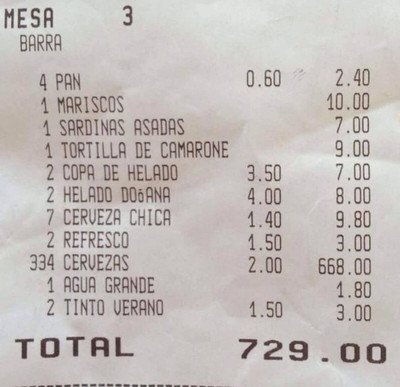 MESA 3
BARRA
4 PAN 0.60 2.40
1 MARISCOS 10.00
1 SARDINAS ASADAS 7.00
1 TORTILLA DE CAMARONE 9.00
2 COPA DE HELADO 3.50 7.00
2 HELADO DOóANA 4.00 8.00
7 CERVEZA CHICA 1.40 9.80
2 REFRESCO 1.50 3.00
334 CERVEZAS 2.00 668.00
1 AGUA GRANDE 1.80
2 TINTO VERANO 1.50 3.00
TOTAL 729.00